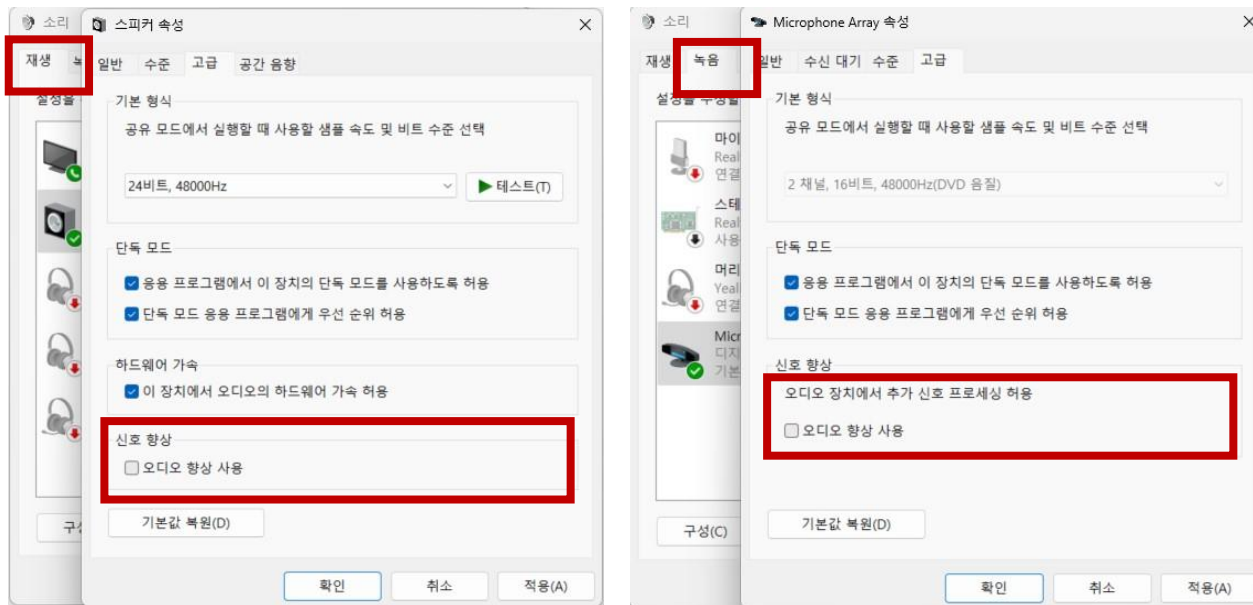 소리
스피커 속성
재생
일반 수준 고급 공간 음향
설정을
기본 형식
공유 모드에서 실행할 때 사용할 샘플 속도 및 비트 수준 선택
24비트, 48000Hz
테스트(T)
단독 모드
응용 프로그램에서 이 장치의 단독 모드를 사용하도록 허용
단독 모드 응용 프로그램에게 우선 순위 허용
하드웨어 가속
이 장치에서 오디오의 하드웨어 가속 허용
신호 향상
오디오 향상 사용
기본값 복원(D)
확인 취소 적용(A)
소리
Microphone Array 속성
재생 녹음
일반 수신 대기 수준 고급
기본 형식
공유 모드에서 실행할 때 사용할 샘플 속도 및 비트 수준 선택
마이
Real
연결
2 채널, 16비트, 48000Hz(DVD 음질)
스테
Real
사용
단독 모드
머리
Yeal
연결
응용 프로그램에서 이 장치의 단독 모드를 사용하도록 허용
단독 모드 응용 프로그램에게 우선 순위 허용
Micr
디지
기본
신호 향상
오디오 장치에서 추가 신호 프로세싱 허용
오디오 향상 사용
구성(C)
기본값 복원(D)
확인 취소 적용(A)